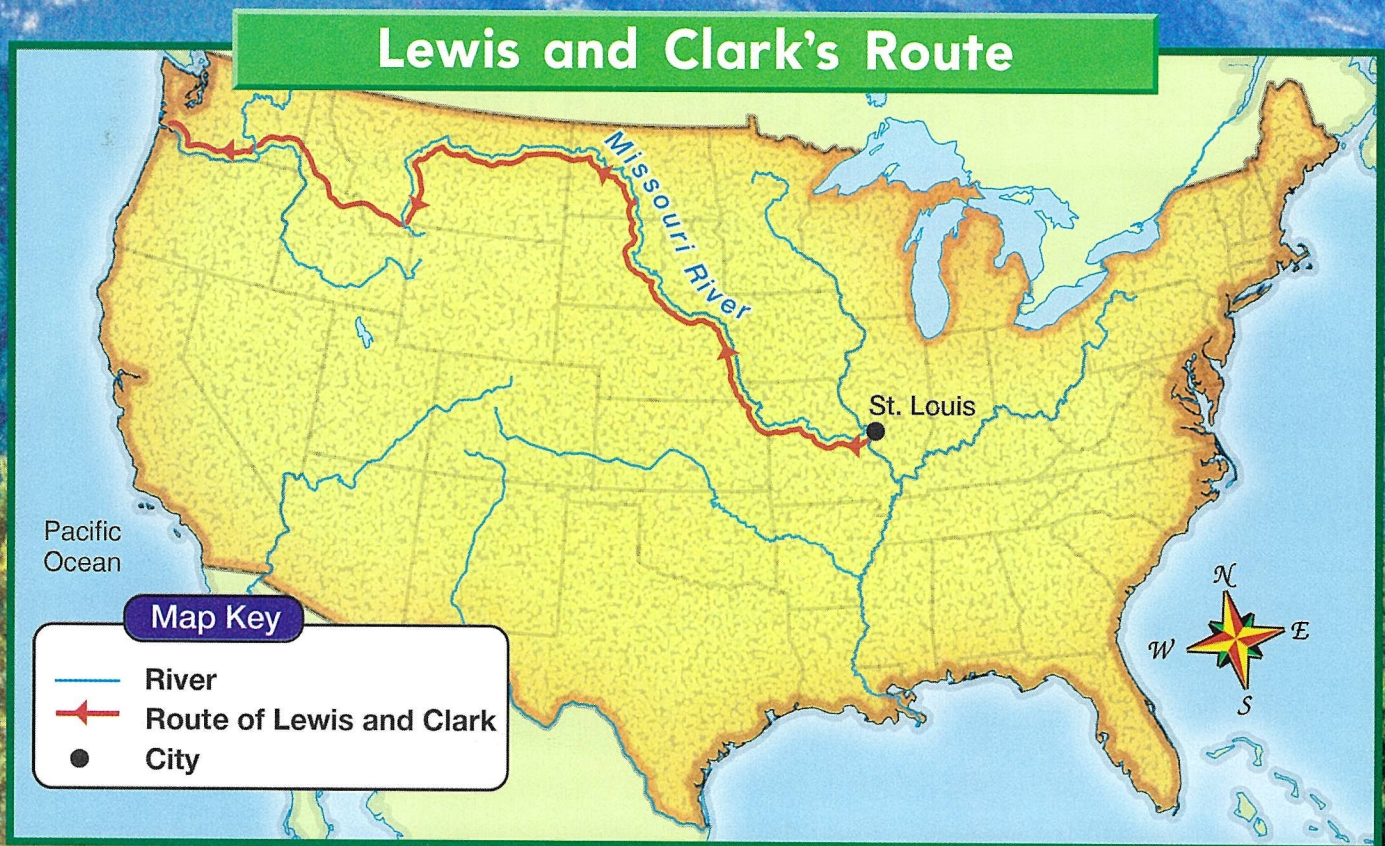 Lewis and Clark's Route
Missouri River
St. Louis
Pacific
Ocean
N
W
E
S
Map Key
River
Route of Lewis and Clark
City